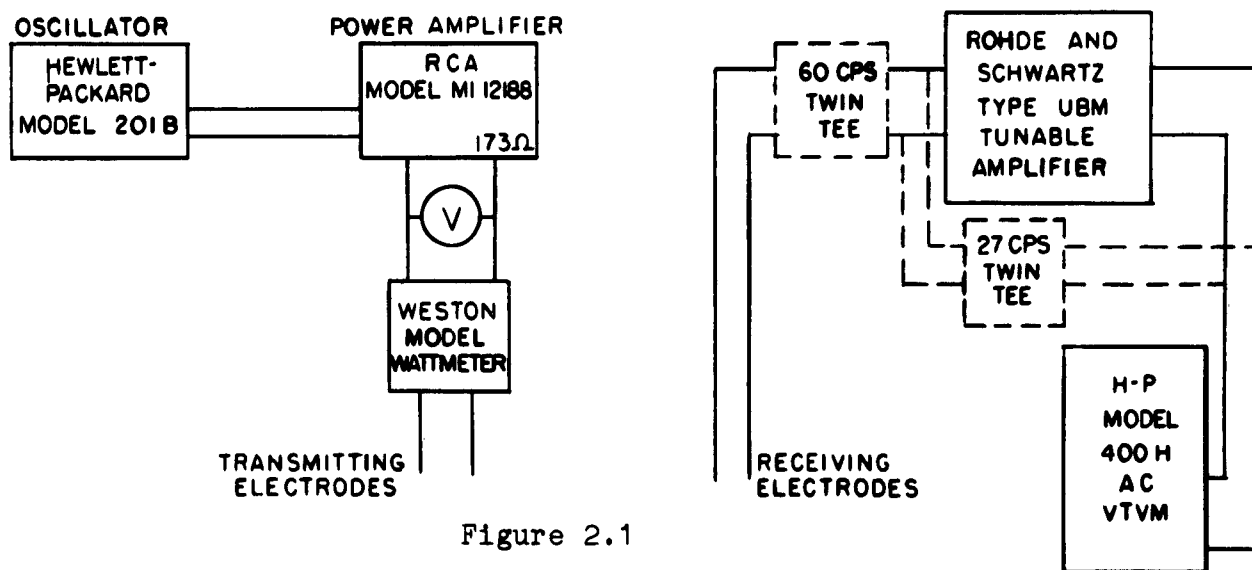 OSCILLATOR
HEWLETT-
PACKARD
MODEL 201B
POWER AMPLIFIER
RCA
MODEL MI 12188
173Ω
V
WESTON
MODEL
WATTMETER
TRANSMITTING
ELECTRODES
60 CPS
TWIN
TEE
ROHDE AND
SCHWARTZ
TYPE UBM
TUNABLE
AMPLIFIER
27 CPS
TWIN
TEE
RECEIVING
ELECTRODES
H-P
MODEL
400 H
AC
VTVM
Figure 2.1